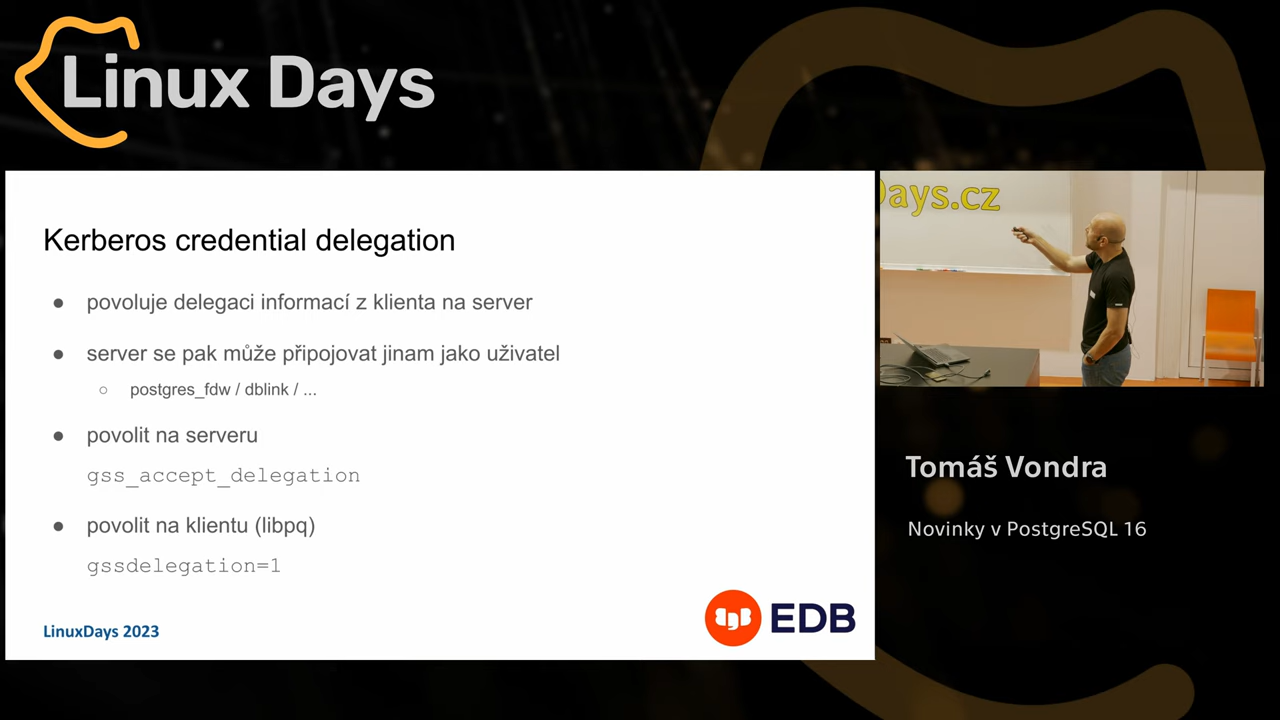 Linux Days
Kerberos credential delegation
● povoluje delegaci informací z klienta na server
● server se pak může připojovat jinam jako uživatel
○ postgres_fdw / dblink / ...
● povolit na serveru
gss_accept_delegation
● povolit na klientu (libpq)
gssdelegation=1
LinuxDays 2023
EDB
Days.cz
Tomáš Vondra
Novinky v PostgreSQL 16